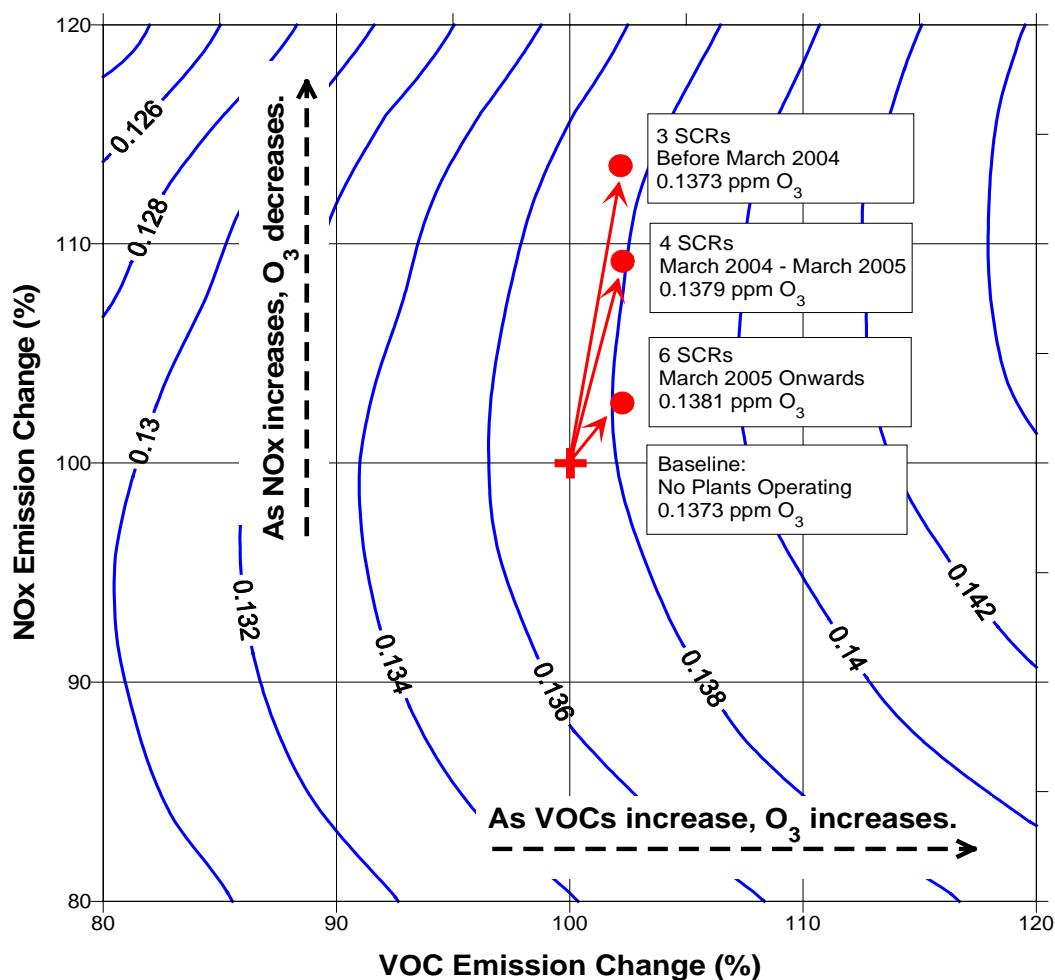 120
110
100
90
80
NOx Emission Change (%)
80
90
100
110
120
VOC Emission Change (%)
As NOx increases, O3 decreases.
As VOCs increase, O3 increases.
0.126
0.128
0.13
0.132
0.134
0.136
0.138
0.14
0.142
3 SCRs
Before March 2004
0.1373 ppm O3
4 SCRs
March 2004 - March 2005
0.1379 ppm O3
6 SCRs
March 2005 Onwards
0.1381 ppm O3
Baseline:
No Plants Operating
0.1373 ppm O3